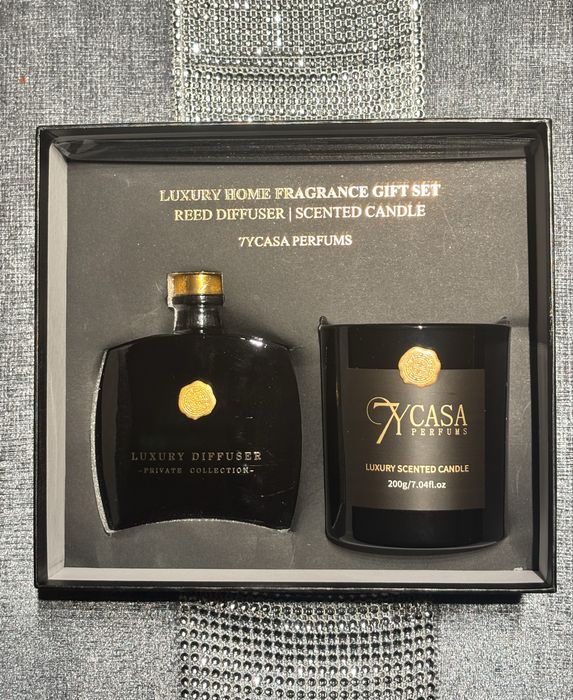 LUXURY HOME FRAGRANCE GIFT SET
REED DIFFUSER | SCENTED CANDLE
7YCASA PERFUMS
LUXURY DIFFUSER
-PRIVATE COLLECTION-
7YCASA
PERFUMS
LUXURY SCENTED CANDLE
200g/7.04fl.oz